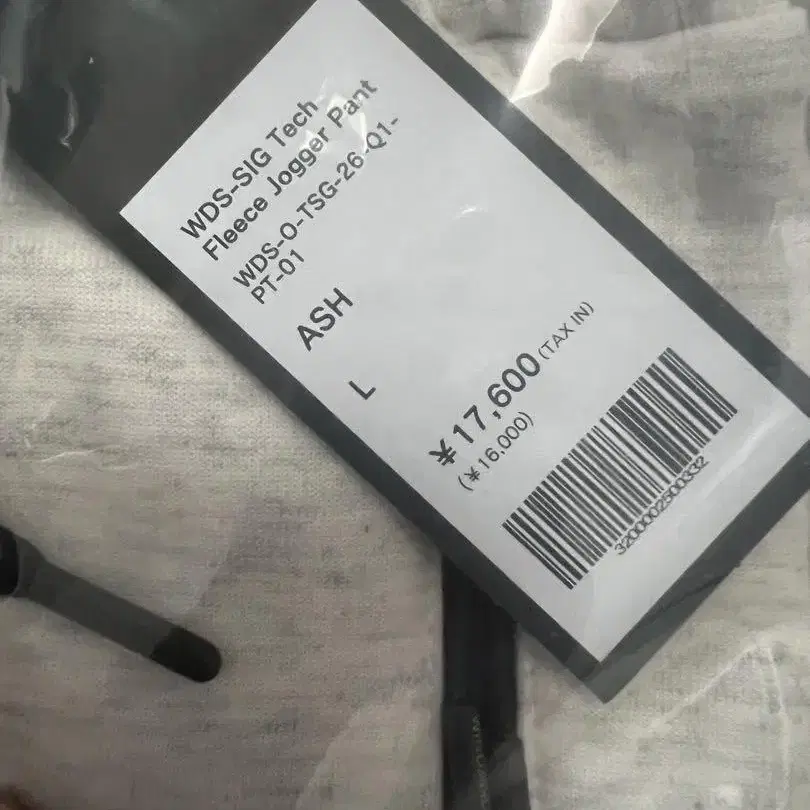 WDS-SIG Tech
Fleece Jogger Pant
WDS-O-TSG-26-Q1-
PT-01
ASH
L
¥17,600 (TAX IN)
(¥16,000)
3200002500332